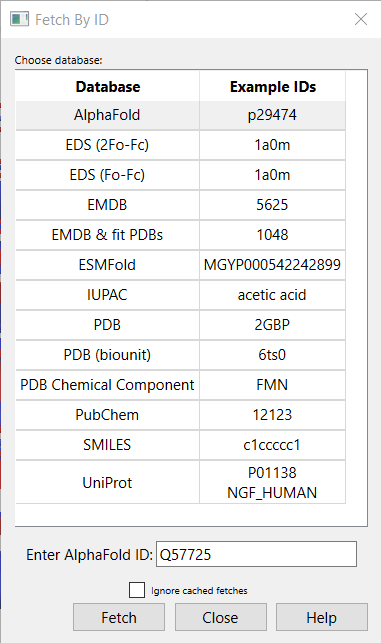 Fetch By ID
Choose database:
Database Example IDs
AlphaFold p29474
EDS (2Fo-Fc) 1a0m
EDS (Fo-Fc) 1a0m
EMDB 5625
EMDB & fit PDBs 1048
ESMFold MGYP000542242899
IUPAC acetic acid
PDB 2GBP
PDB (biounit) 6ts0
PDB Chemical Component FMN
PubChem 12123
SMILES c1ccccc1
UniProt P01138
NGF_HUMAN
Enter AlphaFold ID: Q57725
Ignore cached fetches
Fetch Close Help